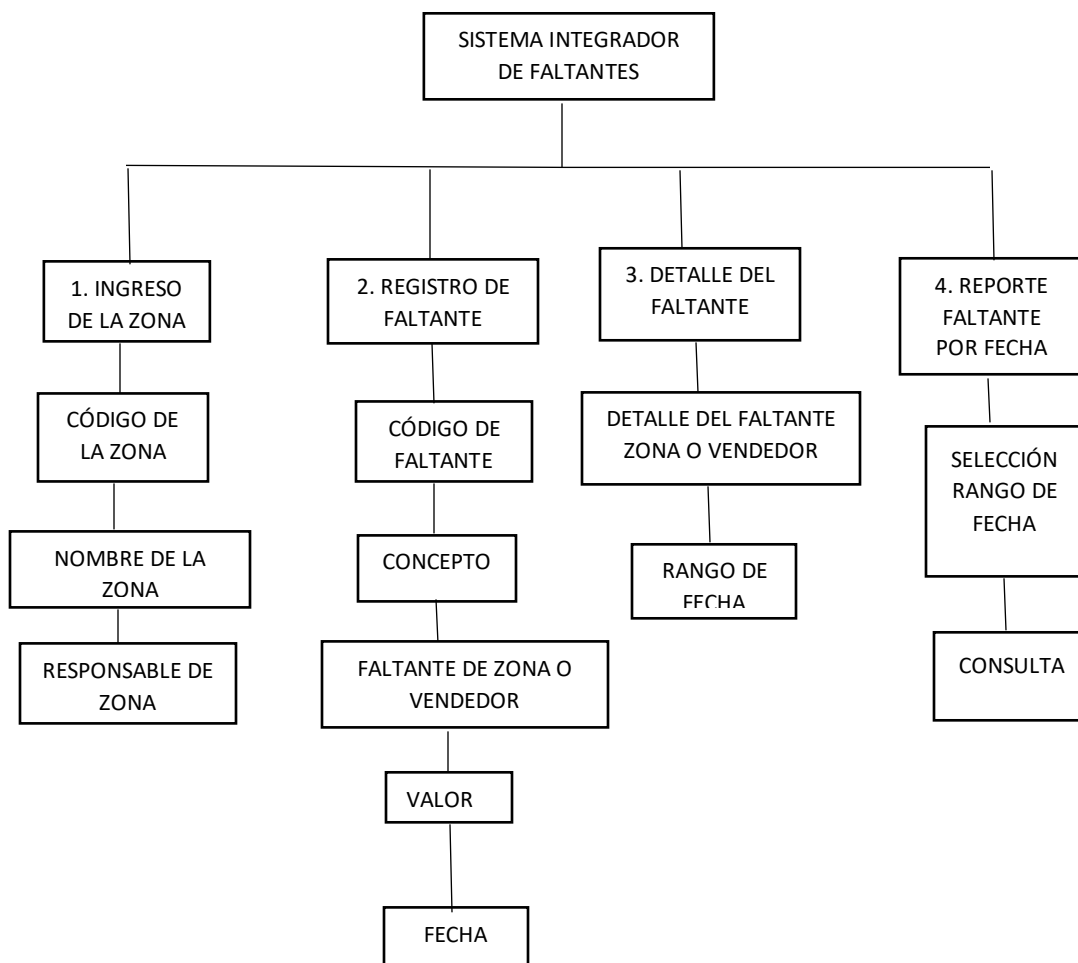 SISTEMA INTEGRADOR
DE FALTANTES
1. INGRESO
DE LA ZONA
CÓDIGO DE
LA ZONA
NOMBRE DE LA
ZONA
RESPONSABLE DE
ZONA
2. REGISTRO DE
FALTANTE
CÓDIGO DE
FALTANTE
CONCEPTO
FALTANTE DE ZONA O
VENDEDOR
VALOR
FECHA
3. DETALLE DEL
FALTANTE
DETALLE DEL FALTANTE
ZONA O VENDEDOR
RANGO DE
FECHA
4. REPORTE
FALTANTE
POR FECHA
SELECCIÓN
RANGO DE
FECHA
CONSULTA